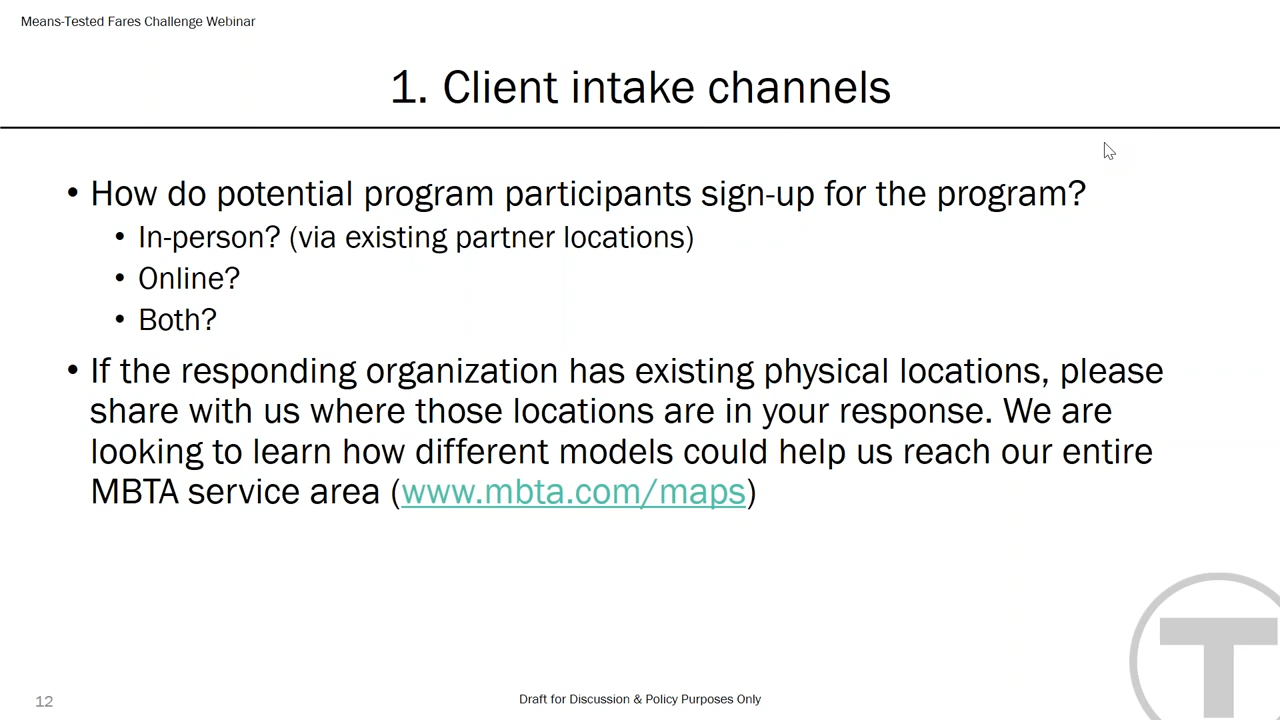 Means-Tested Fares Challenge Webinar
1. Client intake channels
• How do potential program participants sign-up for the program?
• In-person? (via existing partner locations)
• Online?
• Both?
• If the responding organization has existing physical locations, please
share with us where those locations are in your response. We are
looking to learn how different models could help us reach our entire
MBTA service area (www.mbta.com/maps)
T
12
Draft for Discussion & Policy Purposes Only